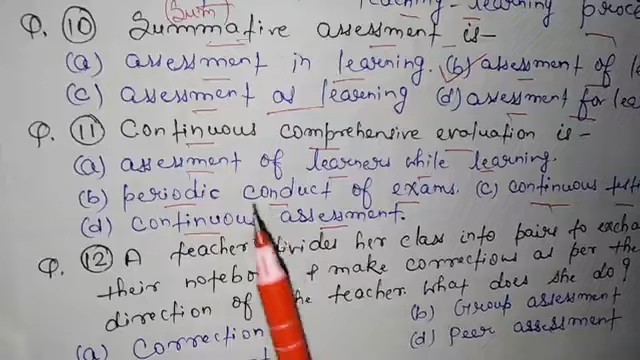 teaching-learning proc
Sum
Q. 10 Summative assessment is-
(a) assessment in learning. (b) assessment of le
(c) assessment as learning (d) assessment for lea
Q. 11 Continuous comprehensive evaluation is-
(a) assessment of learners while learning.
(b) periodic conduct of exams. (c) continuous test
(d) continuous assessment.
Q. 12 A teacher divides her class into pairs to excha
their notebo & make corrections as per the
direction of the teacher. what does she do?
(a) Correction (b) Group assessment
(d) Peer assessment